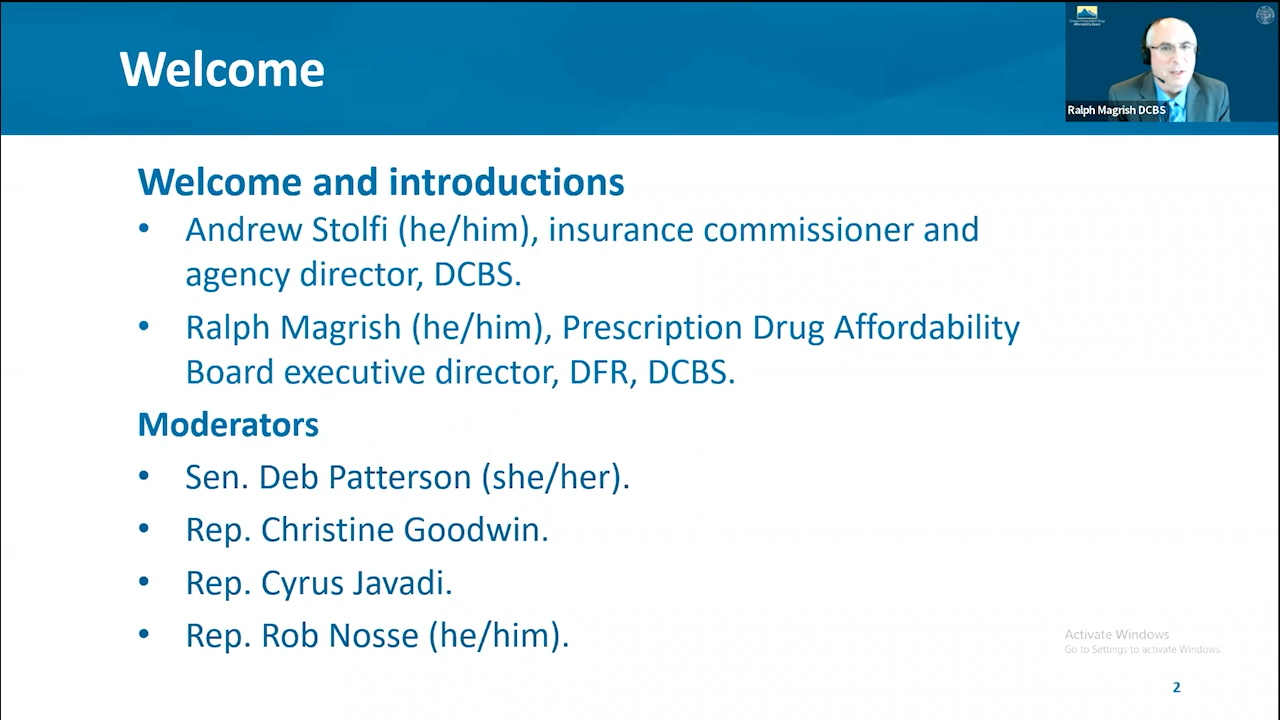 Welcome
Ralph Magrish DCBS
Welcome and introductions
• Andrew Stolfi (he/him), insurance commissioner and
agency director, DCBS.
• Ralph Magrish (he/him), Prescription Drug Affordability
Board executive director, DFR, DCBS.
Moderators
• Sen. Deb Patterson (she/her).
• Rep. Christine Goodwin.
• Rep. Cyrus Javadi.
• Rep. Rob Nosse (he/him).
Activate Windows
Go to Settings to activate Windows.
2